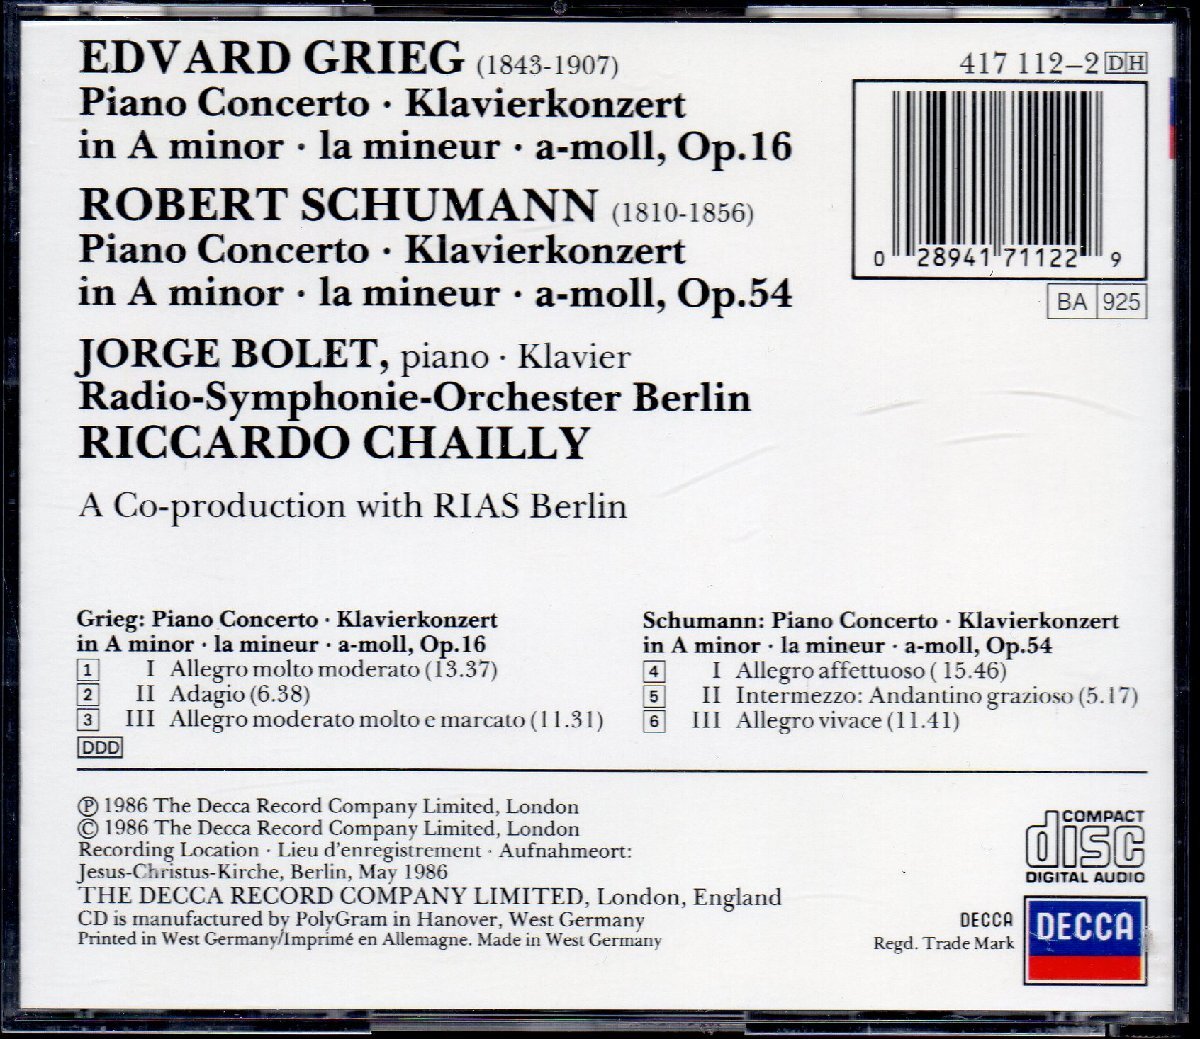 EDVARD GRIEG (1843-1907)
Piano Concerto · Klavierkonzert
in A minor · la mineur · a-moll, Op.16
ROBERT SCHUMANN (1810-1856)
Piano Concerto · Klavierkonzert
in A minor · la mineur · a-moll, Op.54
JORGE BOLET, piano · Klavier
Radio-Symphonie-Orchester Berlin
RICCARDO CHAILLY
A Co-production with RIAS Berlin
417 112-2 DH
0 28941 71122 9
BA 925
Grieg: Piano Concerto · Klavierkonzert
in A minor · la mineur · a-moll, Op.16
1 I Allegro molto moderato (13.37)
2 II Adagio (6.38)
3 III Allegro moderato molto e marcato (11.31)
DDD
Schumann: Piano Concerto · Klavierkonzert
in A minor · la mineur · a-moll, Op.54
4 I Allegro affettuoso ( 15.46)
5 II Intermezzo: Andantino grazioso (5.17)
6 III Allegro vivace (11.41)
℗ 1986 The Decca Record Company Limited, London
© 1986 The Decca Record Company Limited, London
Recording Location · Lieu d'enregistrement · Aufnahmeort:
Jesus-Christus-Kirche, Berlin, May 1986
THE DECCA RECORD COMPANY LIMITED, London, England
CD is manufactured by PolyGram in Hanover, West Germany
Printed in West Germany/Imprimé en Allemagne. Made in West Germany
COMPACT
disc
DIGITAL AUDIO
DECCA
Regd. Trade Mark
DECCA